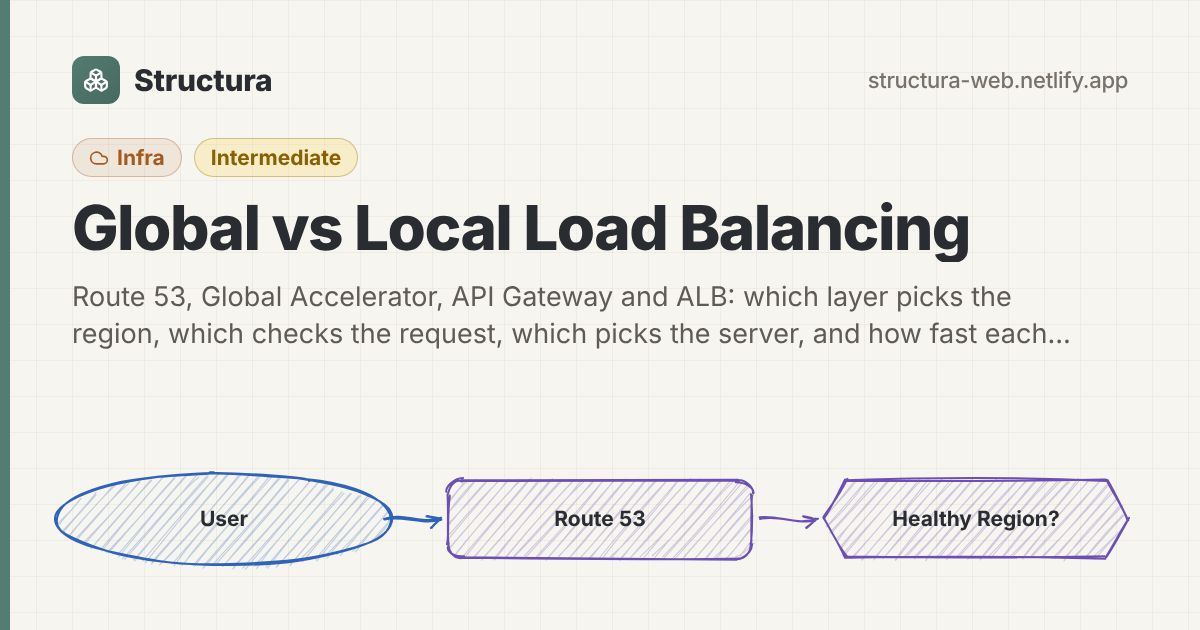 Structura
structura-web.netlify.app
Infra
Intermediate
Global vs Local Load Balancing
Route 53, Global Accelerator, API Gateway and ALB: which layer picks the
region, which checks the request, which picks the server, and how fast each...
User
Route 53
Healthy Region?